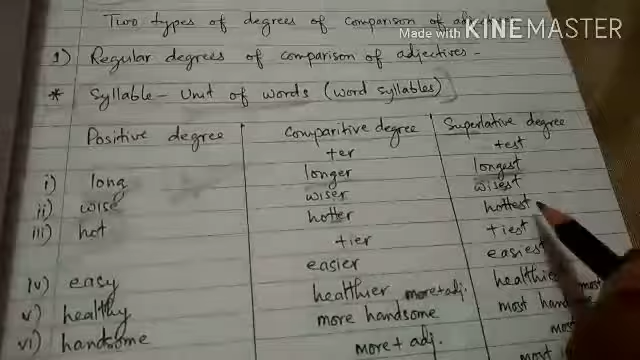 Made with KINEMASTER
Two types of degrees of comparison of
1) Regular degrees of comparison of adjectives -
* Syllable - Unit of words (word syllables)
Positive degree Comparitive degree Superlative degree
+er +est
i) long longer longest
ii) wise wiser wisest
iii) hot hotter hottest
+ier +iest
iv) easy easier easiest
v) healthy healthier more+adj. most
vi) handsome more handsome most
more + adj. most
most